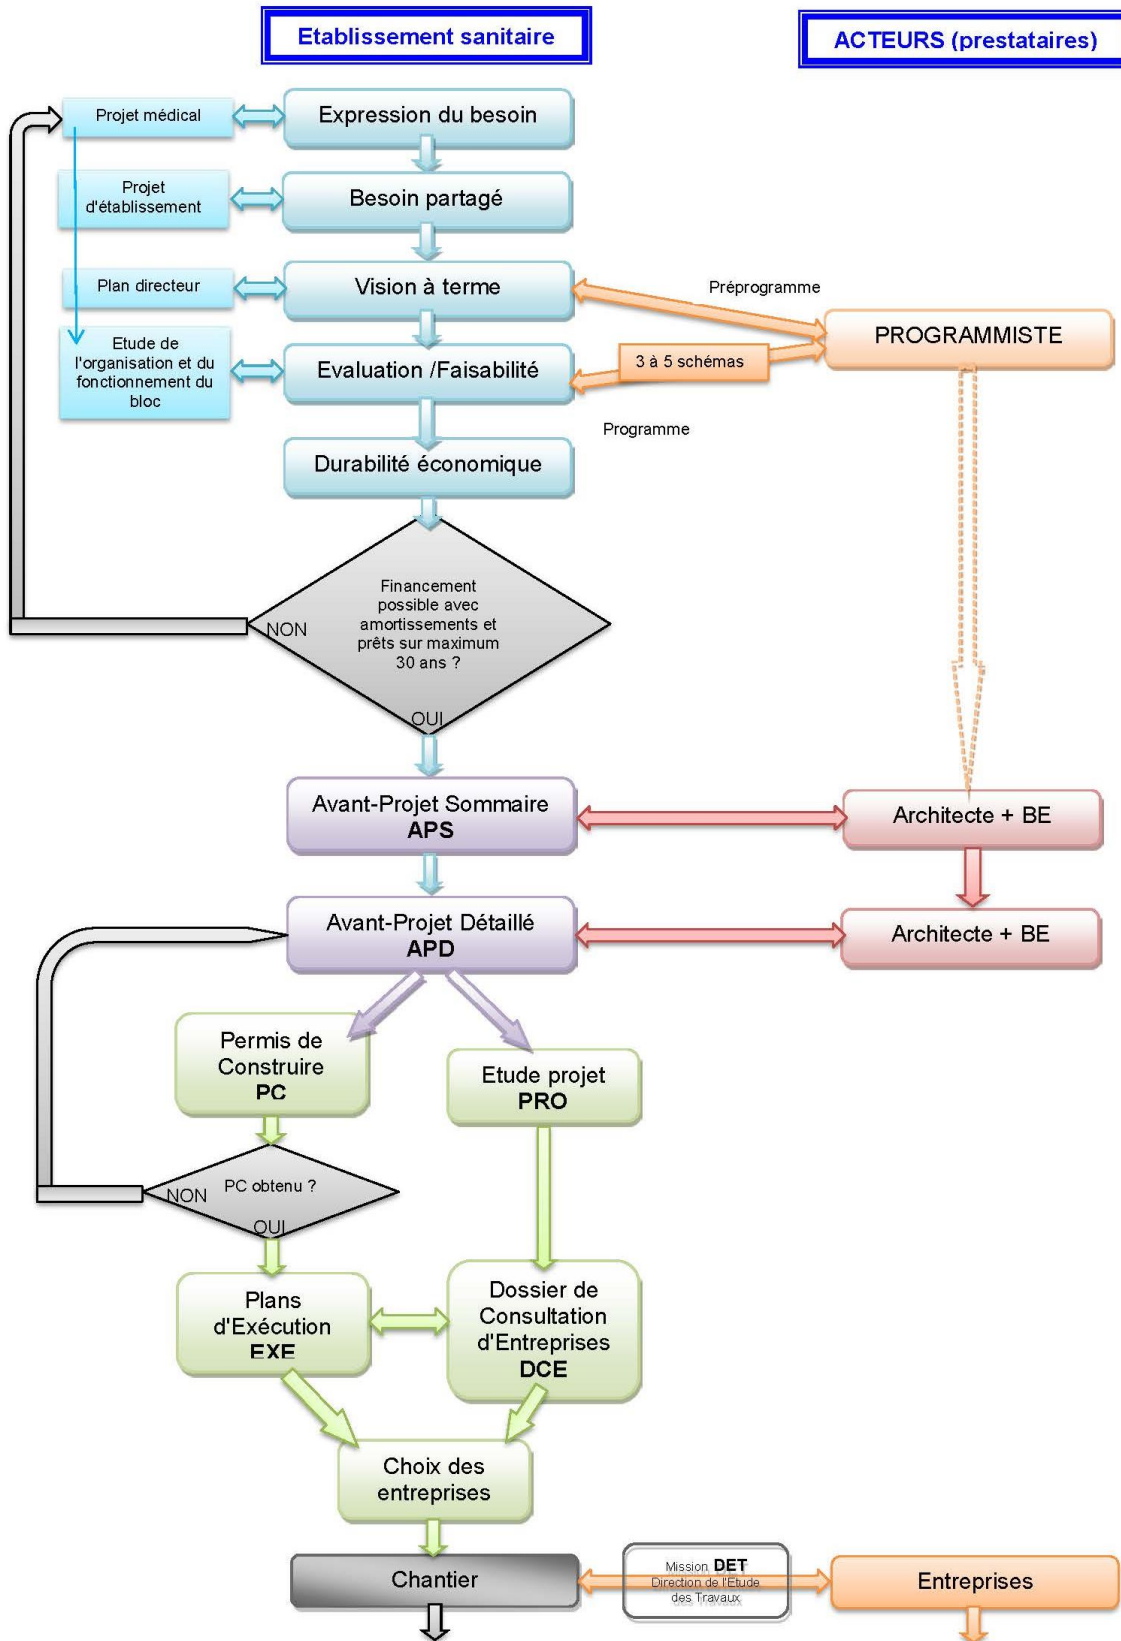 Etablissement sanitaire
ACTEURS (prestataires)
Projet médical
Expression du besoin
Projet
d'établissement
Besoin partagé
Plan directeur
Vision à terme
Préprogramme
PROGRAMMISTE
Etude de
l'organisation et du
fonctionnement du
bloc
Evaluation /Faisabilité
3 à 5 schémas
Programme
Durabilité économique
Financement
possible avec
amortissements et
prêts sur maximum
30 ans ?
NON
OUI
Avant-Projet Sommaire
APS
Architecte + BE
Avant-Projet Détaillé
APD
Architecte + BE
Permis de
Construire
PC
Etude projet
PRO
PC obtenu ?
NON
OUI
Plans
d'Exécution
EXE
Dossier de
Consultation
d'Entreprises
DCE
Choix des
entreprises
Chantier
Mission DET
Direction de l'Etude
des Travaux
Entreprises